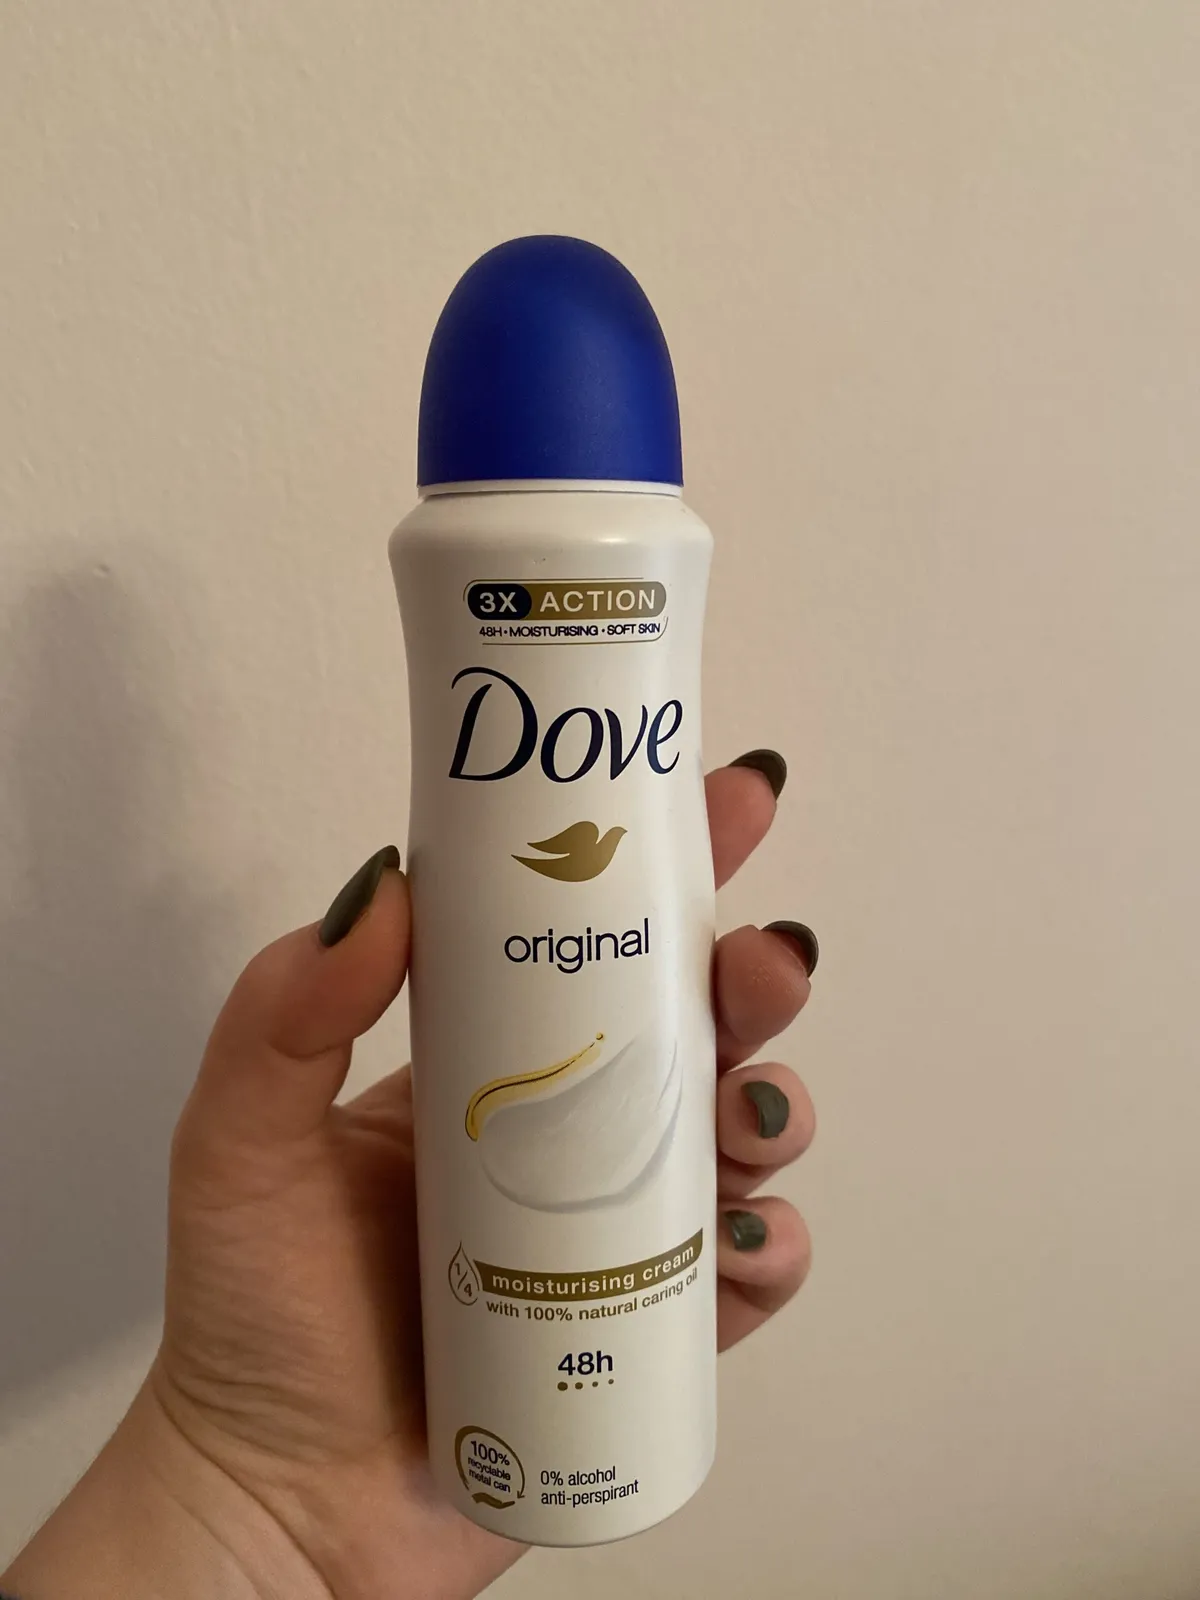 3X ACTION
48H • MOISTURISING • SOFT SKIN
Dove
original
1/4 moisturising cream
with 100% natural caring oil
48h
100%
recyclable
metal can
0% alcohol
anti-perspirant